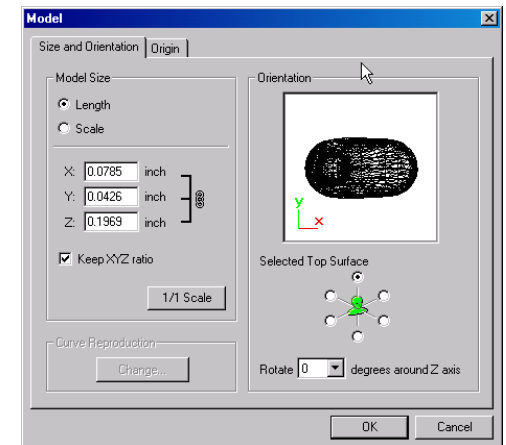 Model
Size and Orientation Origin
Model Size
Length
Scale
X: 0.0785 inch
Y: 0.0426 inch
Z: 0.1969 inch
Keep XYZ ratio
1/1 Scale
Curve Reproduction
Change...
Orientation
y
x
Selected Top Surface
Rotate 0 degrees around Z axis
OK Cancel